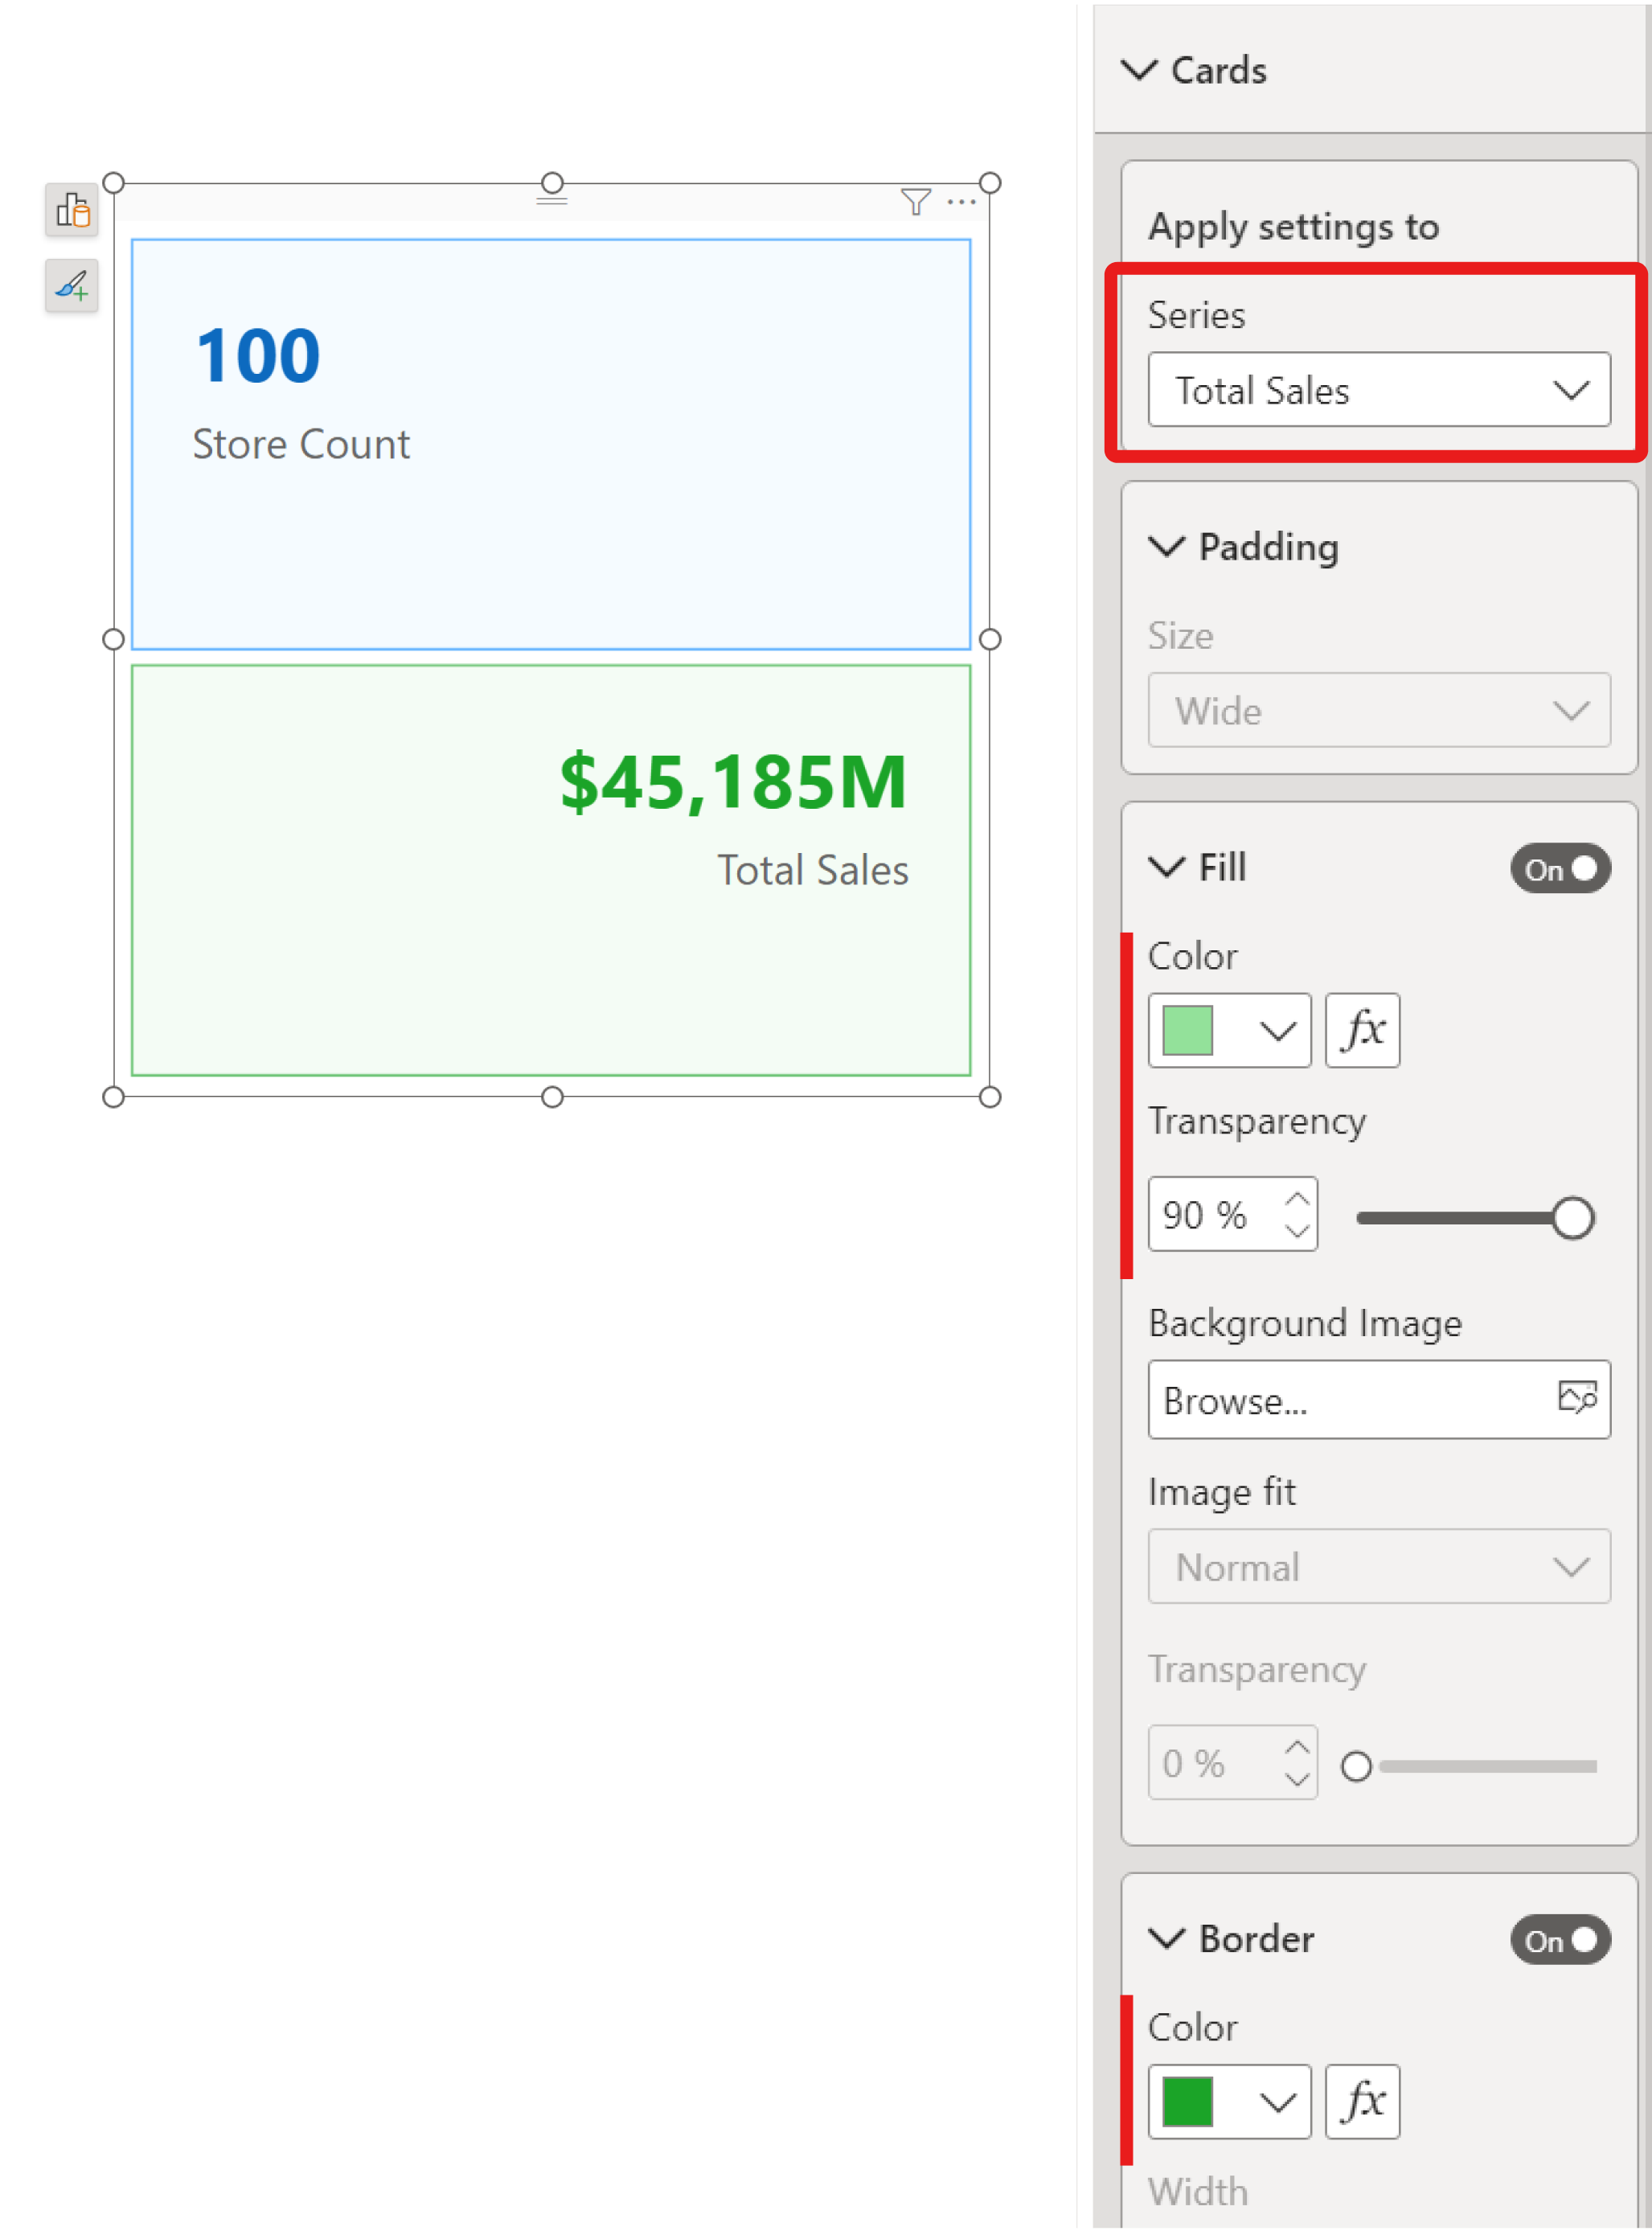 100
Store Count
$45,185M
Total Sales
Cards
Apply settings to
Series
Total Sales
Padding
Size
Wide
Fill
On
Color
fx
Transparency
90 %
Background Image
Browse...
Image fit
Normal
Transparency
0 %
Border
On
Color
fx
Width